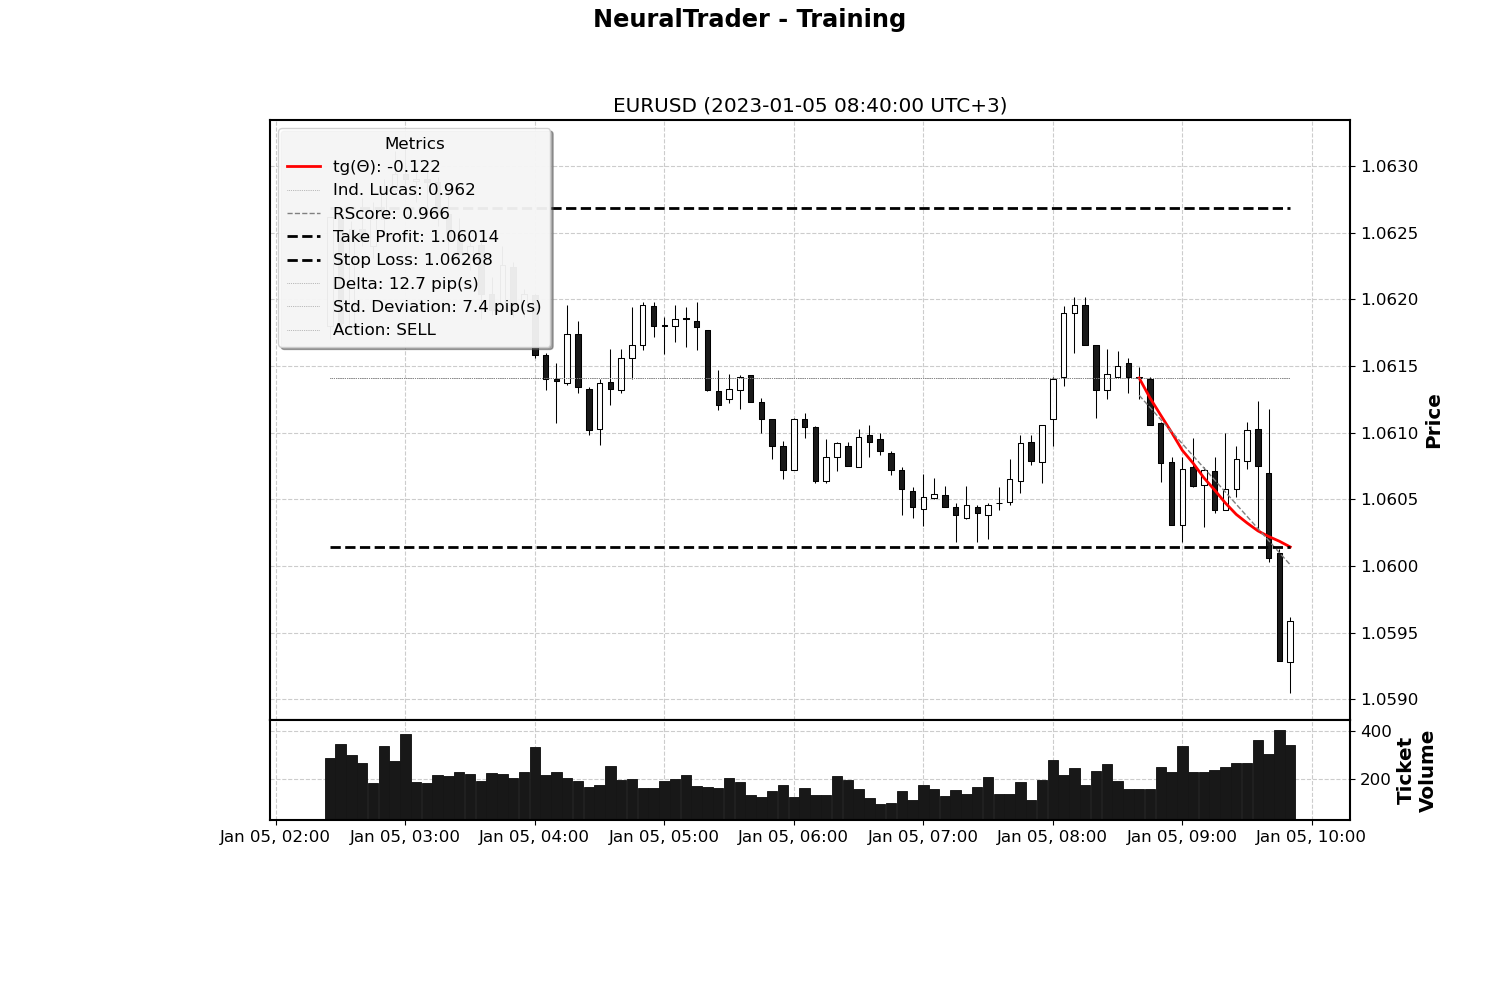 NeuralTrader - Training
EURUSD (2023-01-05 08:40:00 UTC+3)
Metrics
tg(Θ): -0.122
Ind. Lucas: 0.962
RScore: 0.966
Take Profit: 1.06014
Stop Loss: 1.06268
Delta: 12.7 pip(s)
Std. Deviation: 7.4 pip(s)
Action: SELL
1.0630
1.0625
1.0620
1.0615
1.0610
1.0605
1.0600
1.0595
1.0590
Price
400
200
Ticket
Volume
Jan 05, 02:00 Jan 05, 03:00 Jan 05, 04:00 Jan 05, 05:00 Jan 05, 06:00 Jan 05, 07:00 Jan 05, 08:00 Jan 05, 09:00 Jan 05, 10:00